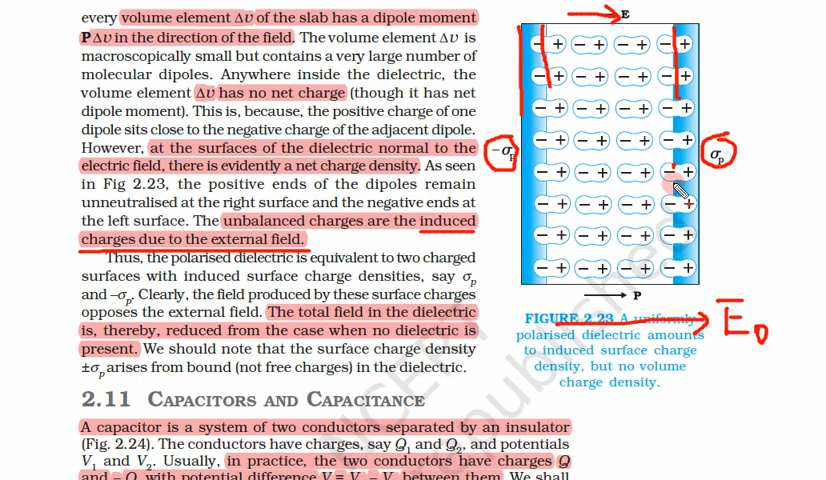 every volume element Δv of the slab has a dipole moment
PΔv in the direction of the field. The volume element Δv is
macroscopically small but contains a very large number of
molecular dipoles. Anywhere inside the dielectric, the
volume element Δv has no net charge (though it has net
dipole moment). This is, because, the positive charge of one
dipole sits close to the negative charge of the adjacent dipole.
However, at the surfaces of the dielectric normal to the
electric field, there is evidently a net charge density. As seen
in Fig 2.23, the positive ends of the dipoles remain
unneutralised at the right surface and the negative ends at
the left surface. The unbalanced charges are the induced
charges due to the external field.
Thus, the polarised dielectric is equivalent to two charged
surfaces with induced surface charge densities, say σp
and –σp. Clearly, the field produced by these surface charges
opposes the external field. The total field in the dielectric
is, thereby, reduced from the case when no dielectric is
present. We should note that the surface charge density
±σp arises from bound (not free charges) in the dielectric.
2.11 CAPACITORS AND CAPACITANCE
A capacitor is a system of two conductors separated by an insulator
(Fig. 2.24). The conductors have charges, say Q1 and Q2, and potentials
V1 and V2. Usually, in practice, the two conductors have charges Q
and – Q, with potential difference V = V1 – V2 between them. We shall
E
– + – + – + – +
– + – + – + – +
– + – + – + – +
– + – + – + – +
– + – + – + – +
– + – + – + – +
– + – + – + – +
– + – + – + – +
–σp
σp
P
FIGURE 2.23 A uniformly
polarised dielectric amounts
to induced surface charge
density, but no volume
charge density.
E0
NCERT
republished